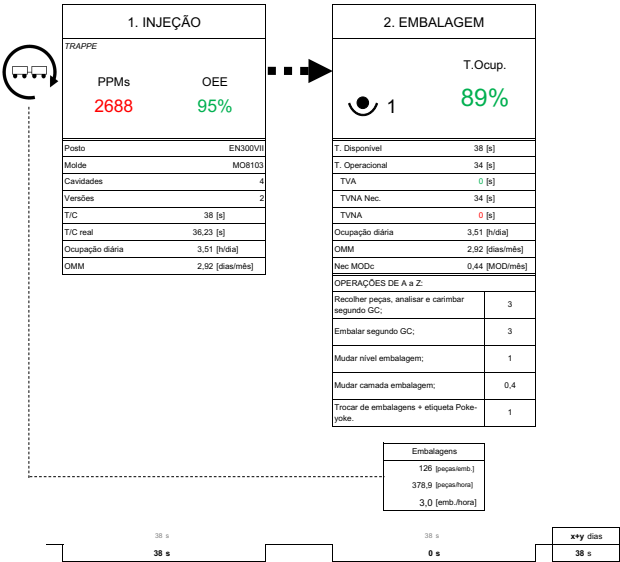 1. INJEÇÃO
TRAPPE
PPMs OEE
2688 95%
Posto EN300VII
Molde MO8103
Cavidades 4
Versões 2
T/C 38 [s]
T/C real 36,23 [s]
Ocupação diária 3,51 [h/dia]
OMM 2,92 [dias/mês]
2. EMBALAGEM
T.Ocup.
1 89%
T. Disponível 38 [s]
T. Operacional 34 [s]
TVA 0 [s]
TVNA Nec. 34 [s]
TVNA 0 [s]
Ocupação diária 3,51 [h/dia]
OMM 2,92 [dias/mês]
Nec MODc 0,44 [MOD/mês]
OPERAÇÕES DE A a Z:
Recolher peças, analisar e carimbar
segundo GC; 3
Embalar segundo GC; 3
Mudar nível embalagem; 1
Mudar camada embalagem; 0,4
Trocar de embalagens + etiqueta Poke-
yoke. 1
Embalagens
126 [peças/emb.]
378,9 [peças/hora]
3,0 [emb./hora]
38 s 38 s x+y dias
38 s 0 s 38 s